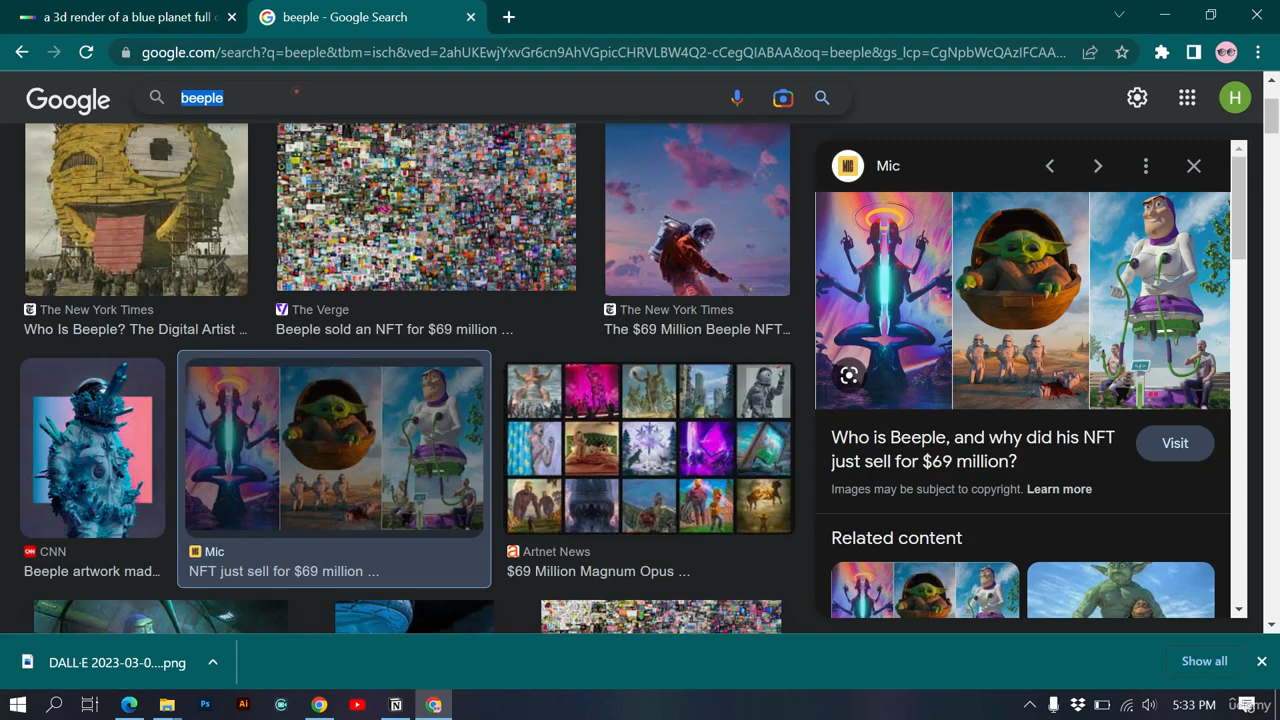 a 3d render of a blue planet full o
beeple - Google Search
google.com/search?q=beeple&tbm=isch&ved=2ahUKEwjYxvGr6cn9AhVGpicCHRVLBW4Q2-cCegQIABAA&oq=beeple&gs_lcp=CgNpbWcQAzIFCAA...
Google
beeple
H
MIC
Mic
The New York Times
Who Is Beeple? The Digital Artist ...
The Verge
Beeple sold an NFT for $69 million ...
The New York Times
The $69 Million Beeple NFT...
CNN
Beeple artwork mad...
Mic
NFT just sell for $69 million ...
Artnet News
$69 Million Magnum Opus ...
Who is Beeple, and why did his NFT
just sell for $69 million?
Visit
Images may be subject to copyright. Learn more
Related content
DALL·E 2023-03-0....png
Show all
Ps
Ai
5:33 PM
udemy